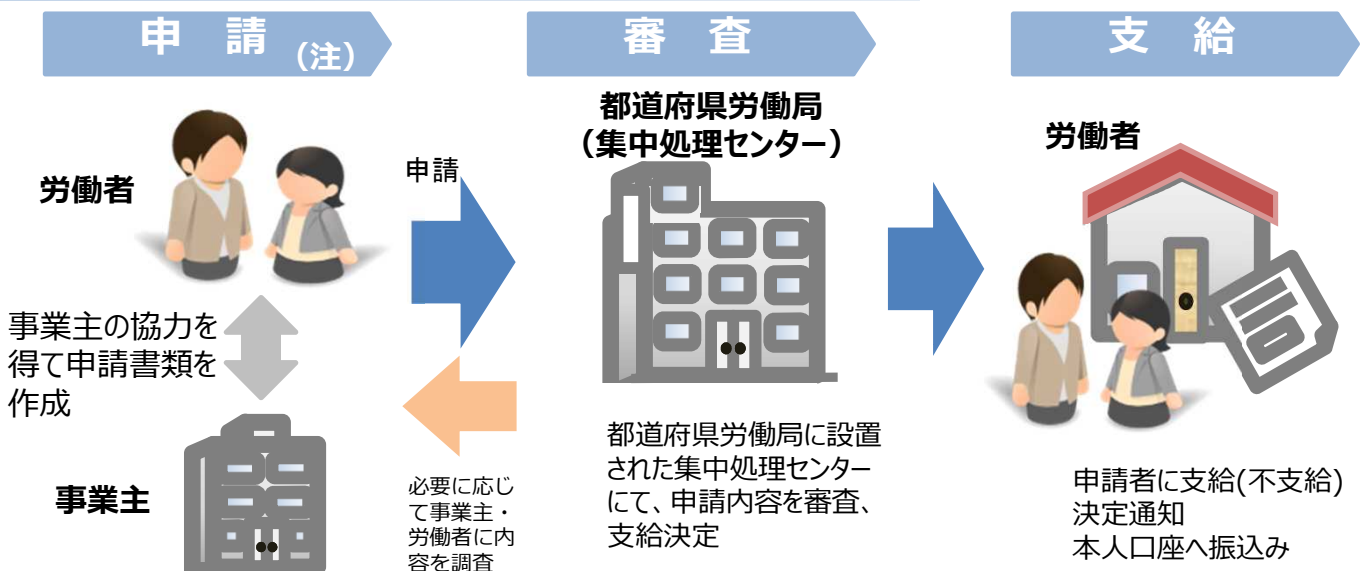 申 請 (注)
労働者
事業主の協力を
得て申請書類を
作成
事業主
申請
必要に応じ
て事業主・
労働者に内
容を調査
審 査
都道府県労働局
(集中処理センター)
都道府県労働局に設置
された集中処理センター
にて、申請内容を審査、
支給決定
支 給
労働者
申請者に支給(不支給)
決定通知
本人口座へ振込み